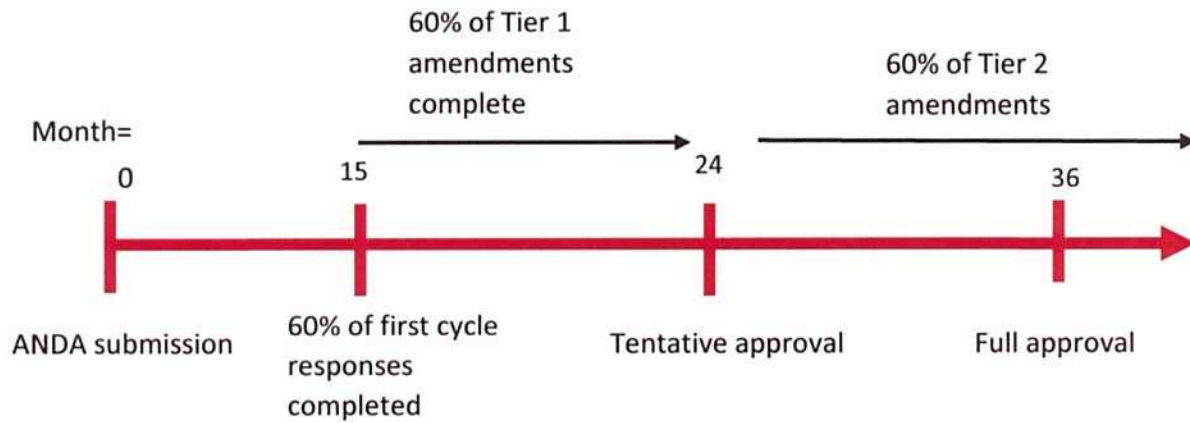 60% of Tier 1
amendments
complete
60% of Tier 2
amendments
Month=
0
15
24
36
ANDA submission
60% of first cycle
responses
completed
Tentative approval
Full approval